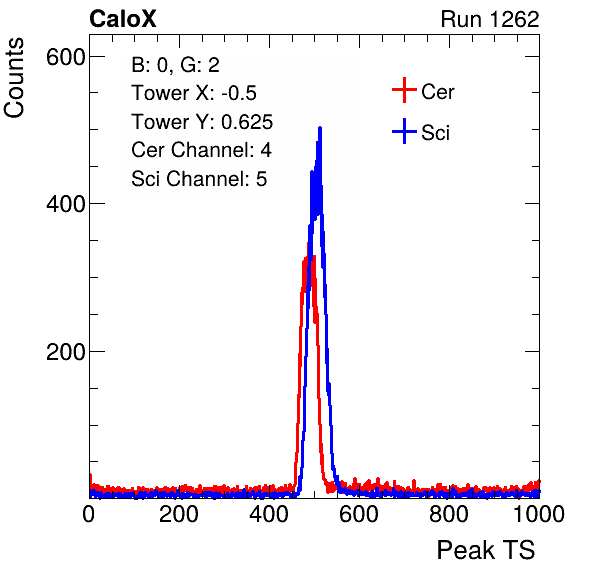 CaloX Run 1262
Counts
B: 0, G: 2
Tower X: -0.5
Tower Y: 0.625
Cer Channel: 4
Sci Channel: 5
Cer
Sci
600
400
200
0 200 400 600 800 1000
Peak TS